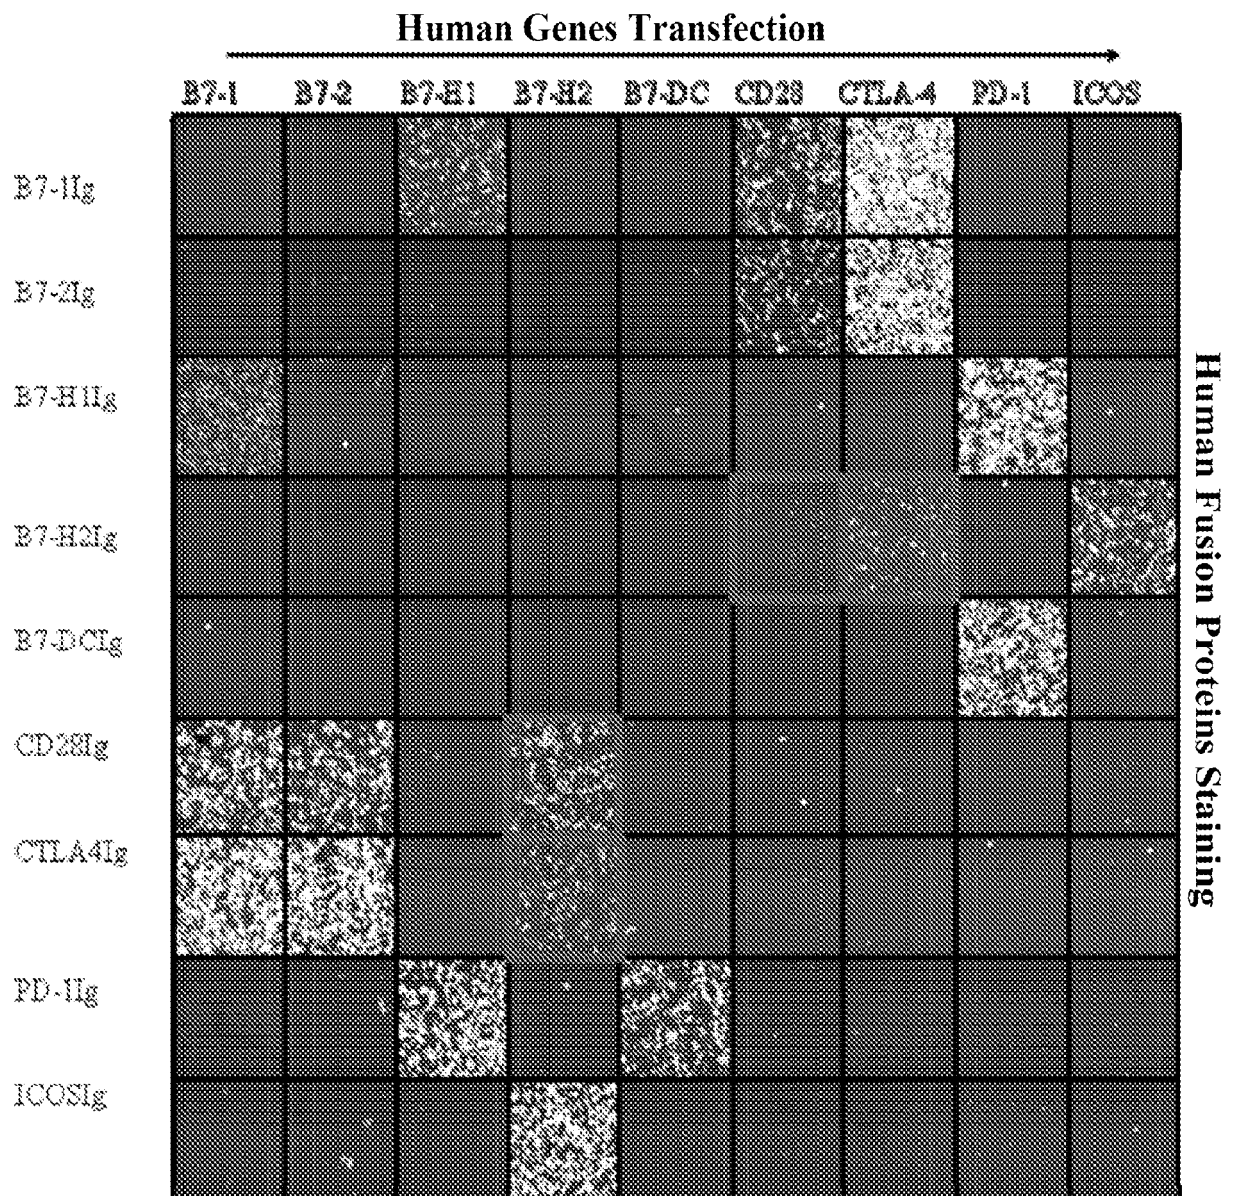 Human Genes Transfection
B7-1 B7-2 B7-H1 B7-H2 B7-DC CD28 CTLA-4 PD-1 ICOS
B7-1Ig
B7-2Ig
B7-H1Ig
B7-H2Ig
B7-DCIg
CD28Ig
CTLA4Ig
PD-1Ig
ICOSIg
Human Fusion Proteins Staining